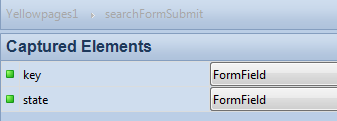 Yellowpages1 › searchFormSubmit
Captured Elements
key FormField
state FormField